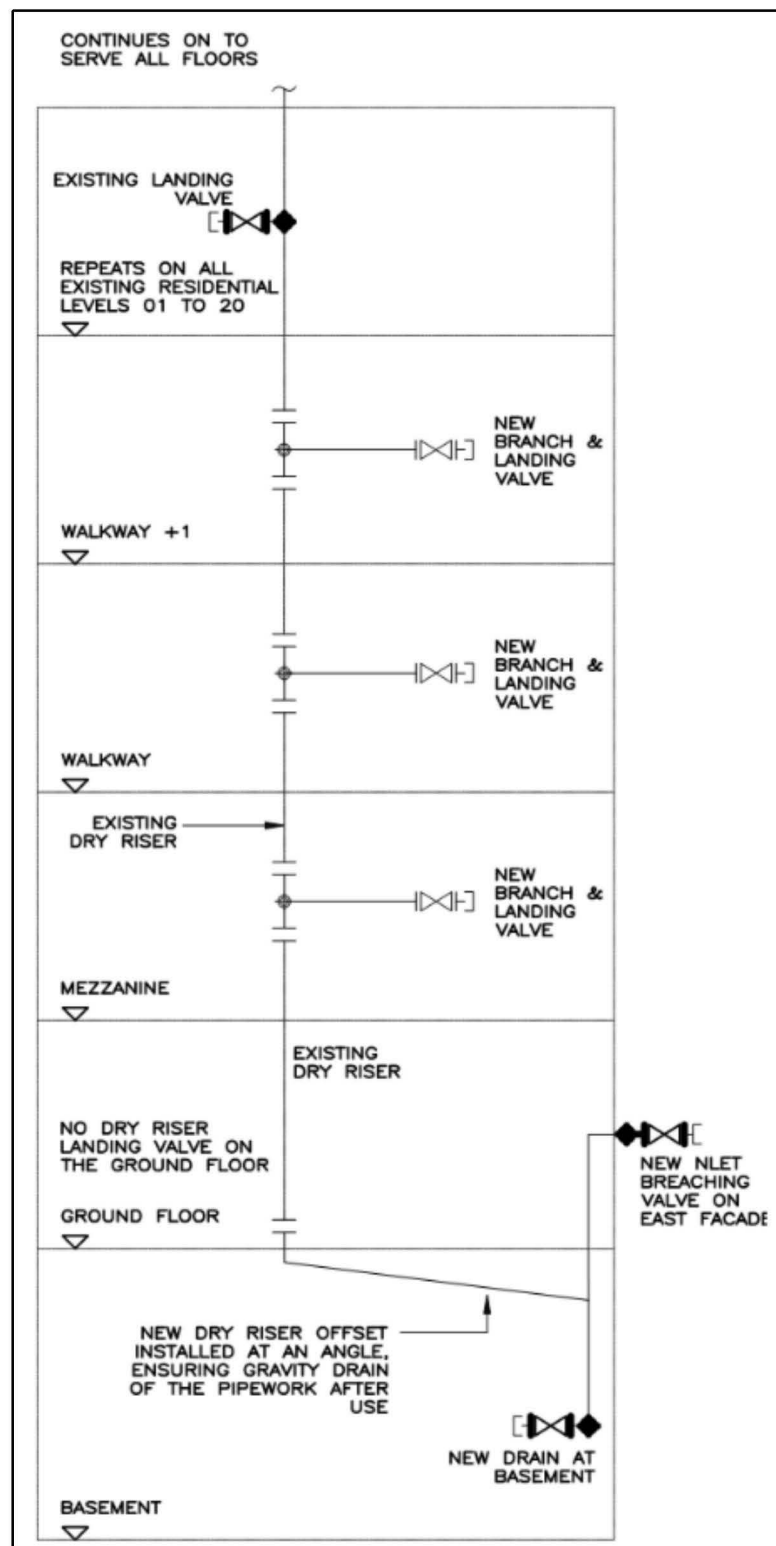 CONTINUES ON TO
SERVE ALL FLOORS
EXISTING LANDING
VALVE
REPEATS ON ALL
EXISTING RESIDENTIAL
LEVELS 01 TO 20
NEW
BRANCH &
LANDING
VALVE
WALKWAY +1
NEW
BRANCH &
LANDING
VALVE
WALKWAY
EXISTING
DRY RISER
NEW
BRANCH &
LANDING
VALVE
MEZZANINE
EXISTING
DRY RISER
NO DRY RISER
LANDING VALVE ON
THE GROUND FLOOR
NEW NLET
BREACHING
VALVE ON
EAST FACADE
GROUND FLOOR
NEW DRY RISER OFFSET
INSTALLED AT AN ANGLE,
ENSURING GRAVITY DRAIN
OF THE PIPEWORK AFTER
USE
NEW DRAIN AT
BASEMENT
BASEMENT